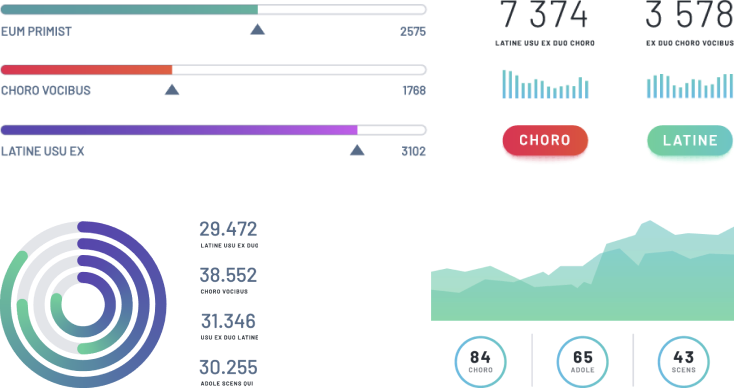 EUM PRIMIST
2575
CHORO VOCIBUS
1768
LATINE USU EX
3102
7 374
LATINE USU EX DUO CHORO
3 578
EX DUO CHORO VOCIBUS
CHORO
LATINE
29.472
LATINE USU EX DUO
38.552
CHORO VOCIBUS
31.346
USU EX DUO LATINE
30.255
ADOLE SCENS QUI
84
CHORO
65
ADOLE
43
SCENS